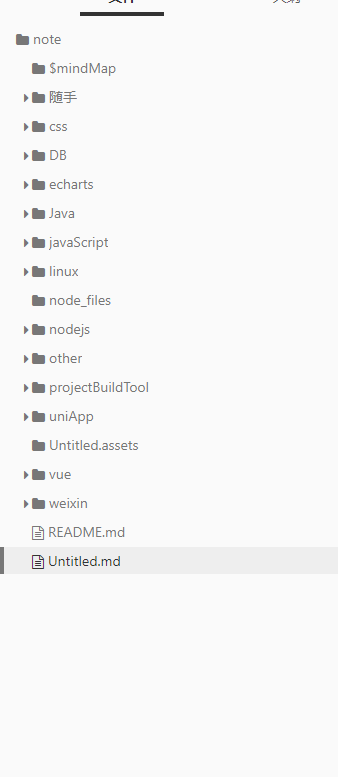 note
$mindMap
随手
css
DB
echarts
Java
javaScript
linux
node_files
nodejs
other
projectBuildTool
uniApp
Untitled.assets
vue
weixin
README.md
Untitled.md